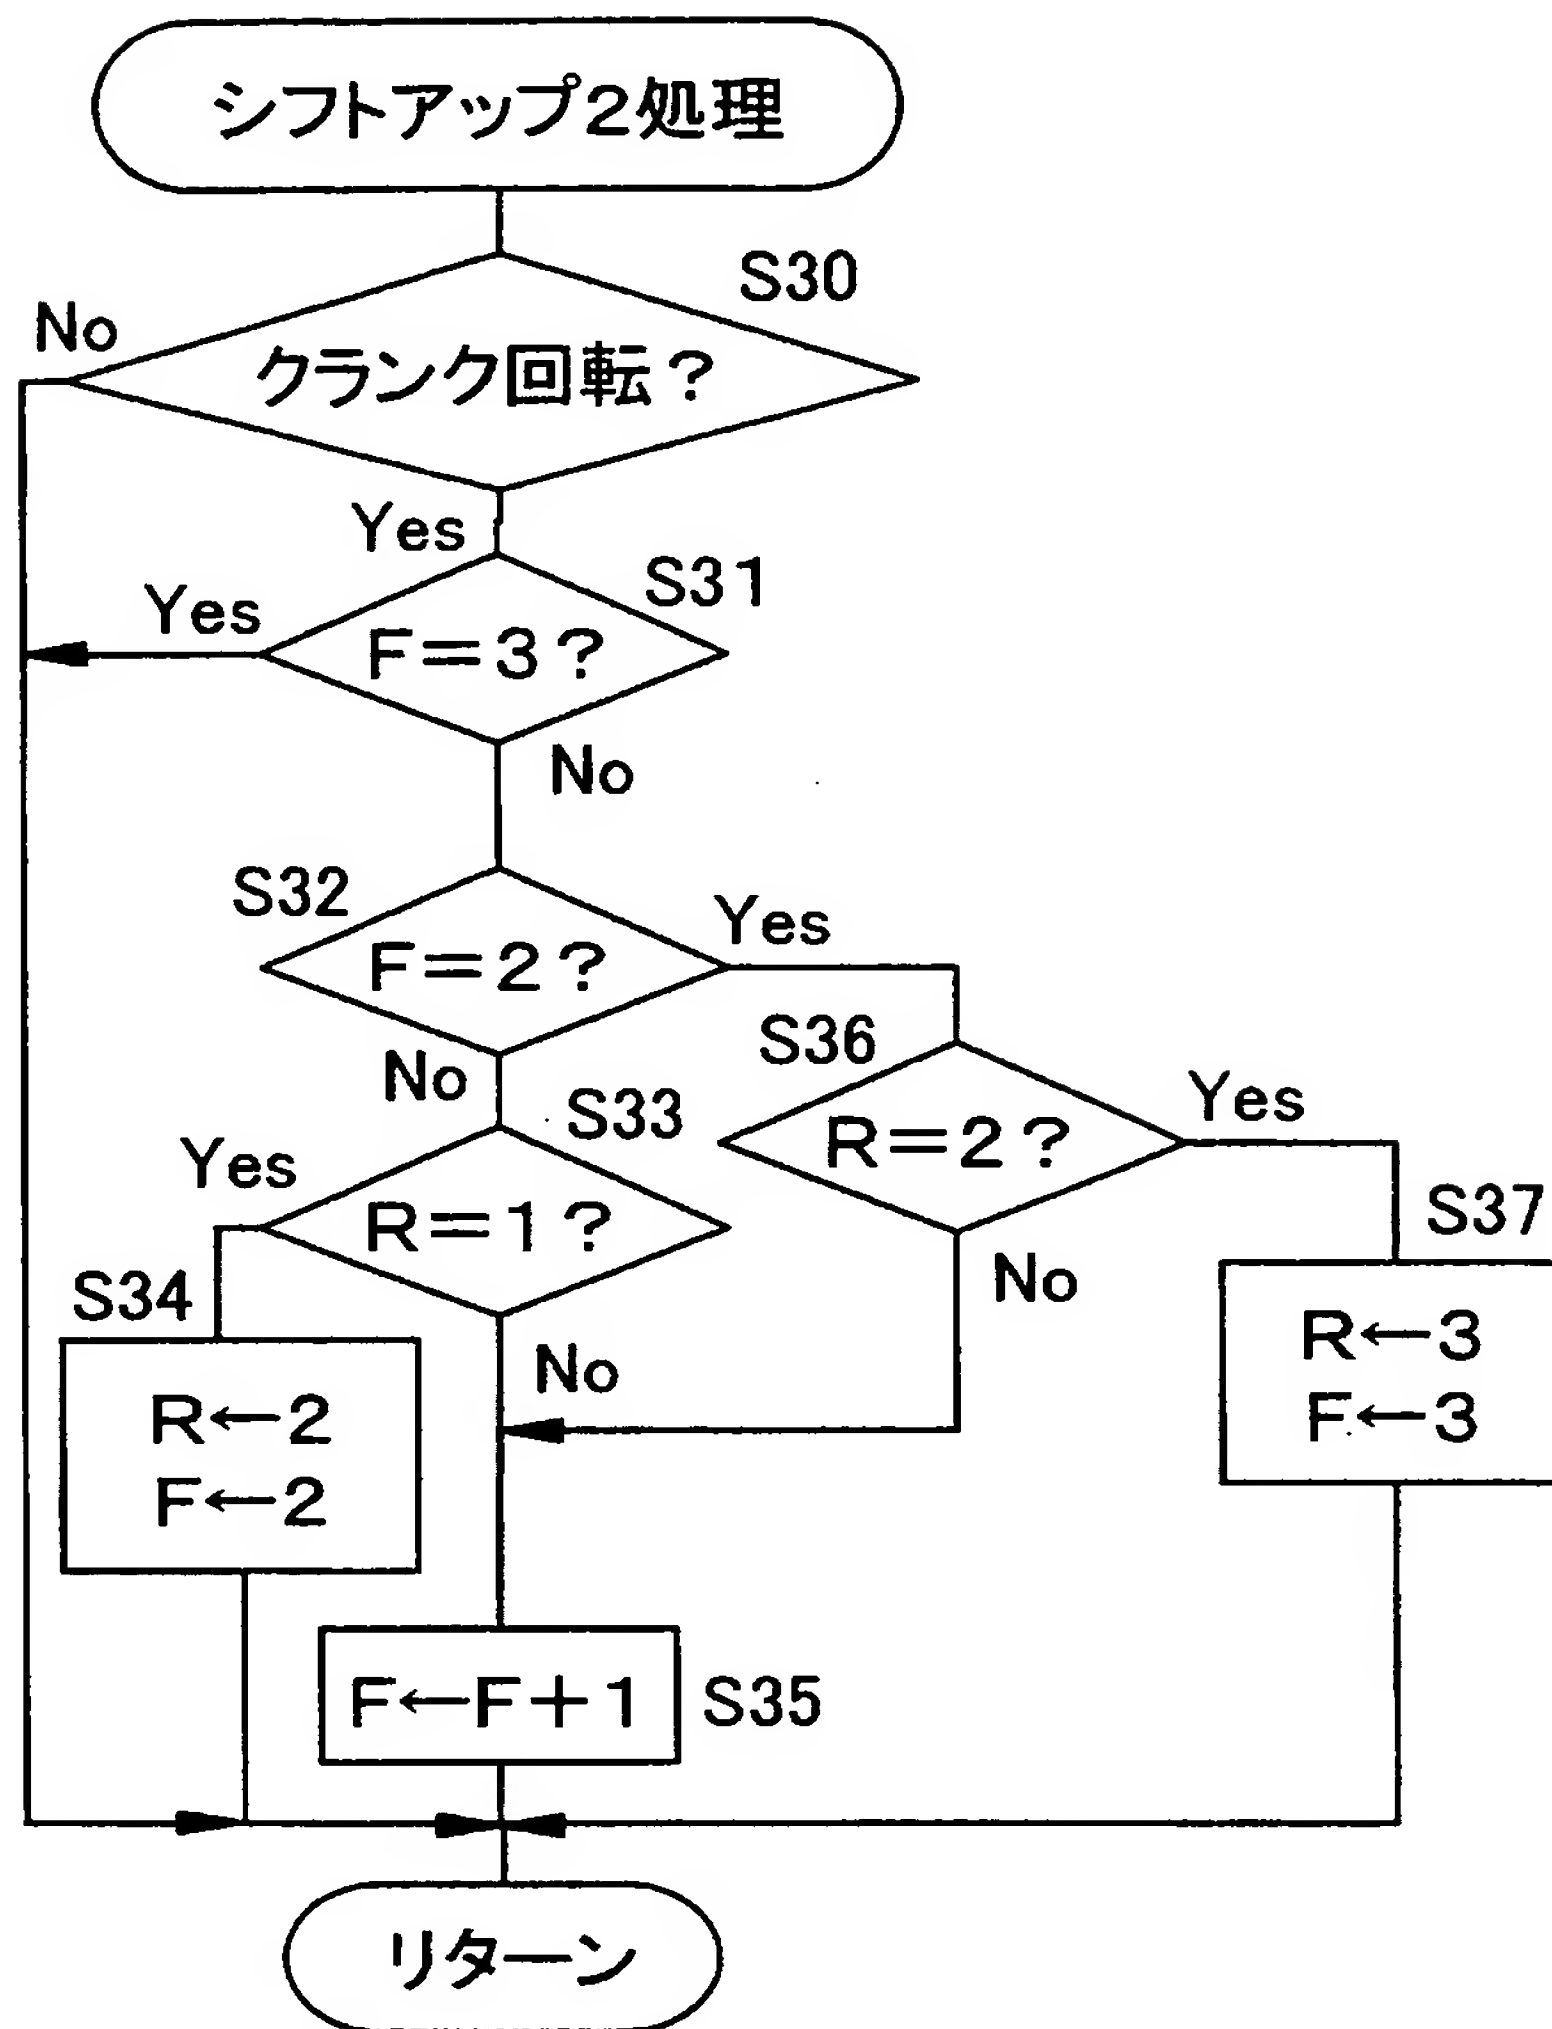 シフトアップ2処理
S30
No
クランク回転?
Yes
S31
Yes
F=3?
No
S32
Yes
F=2?
S36
No
S33
Yes
R=2?
Yes
R=1?
S37
No
S34
R←3
No
R←2
F←3
F←2
F←F+1
S35
リターン